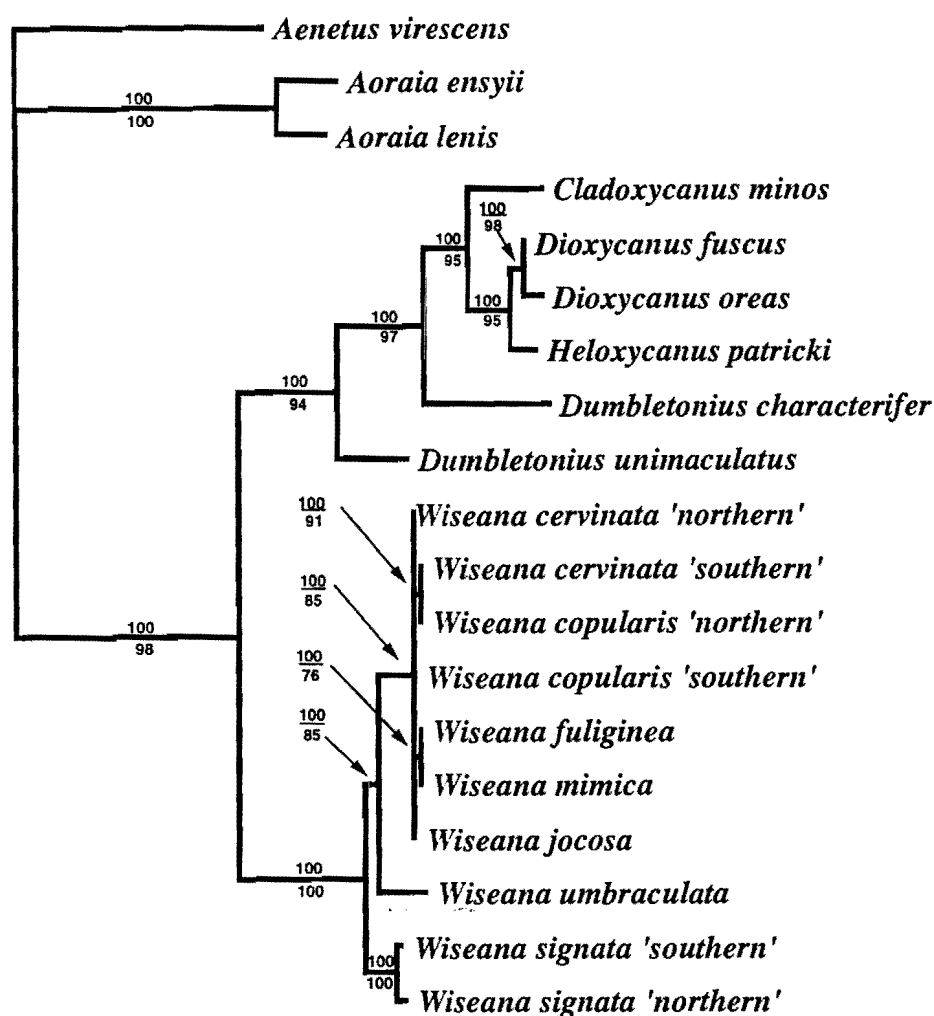 Aenetus virescens
Aoraia ensyii
100
100
Aoraia lenis
Cladoxycanus minos
100
98
Dioxycanus fuscus
100
95
Dioxycanus oreas
100
95
100
97
Heloxycanus patricki
100
94
Dumbletonius characterifer
Dumbletonius unimaculatus
100
91
Wiseana cervinata 'northern'
Wiseana cervinata 'southern'
100
85
Wiseana copularis 'northern'
100
98
100
76
Wiseana copularis 'southern'
100
85
Wiseana fuliginea
Wiseana mimica
Wiseana jocosa
100
100
Wiseana umbraculata
Wiseana signata 'southern'
100
100
Wiseana signata 'northern'